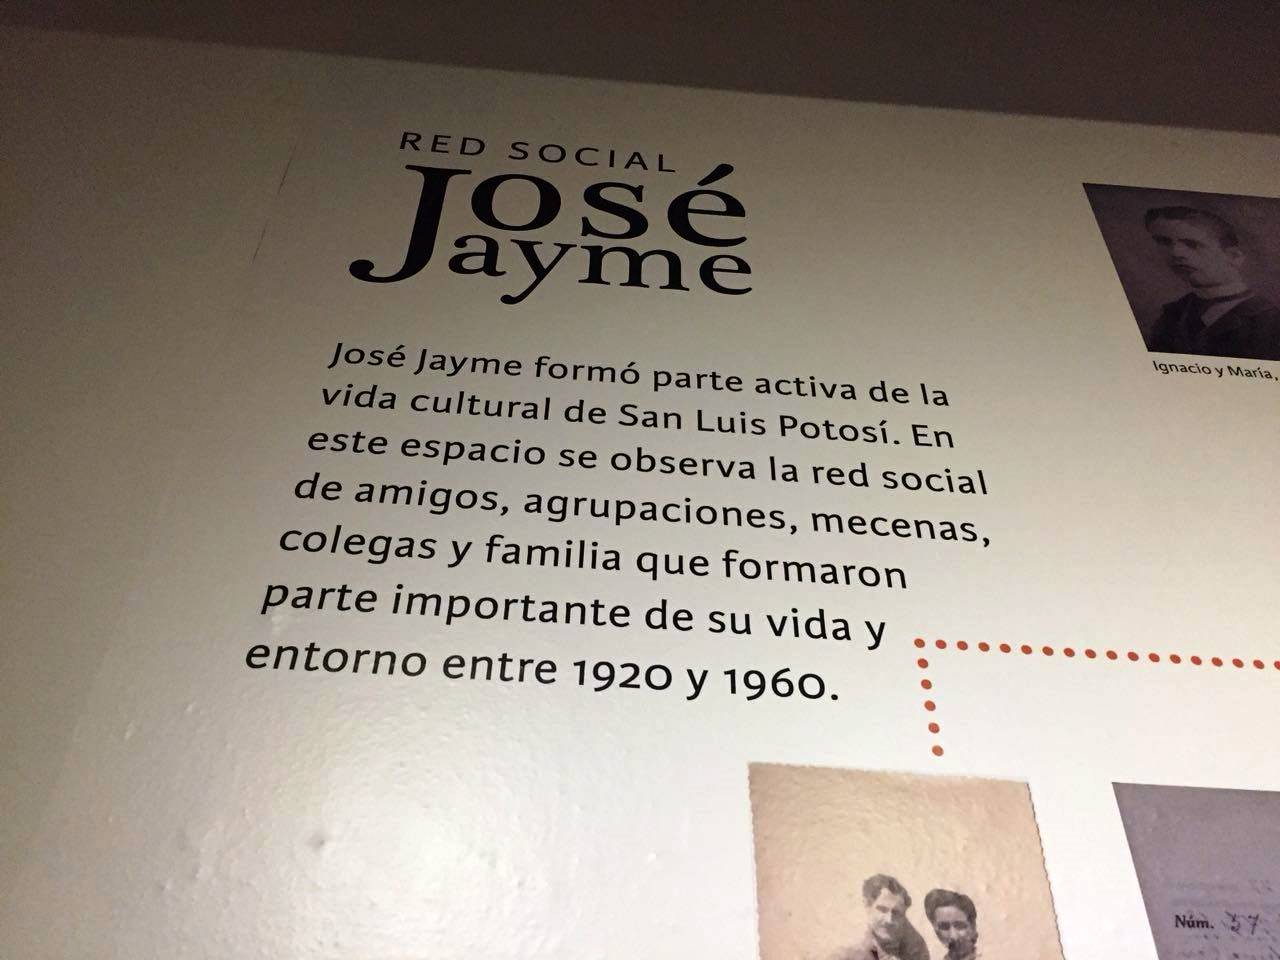 RED SOCIAL
José
Jayme
José Jayme formó parte activa de la
vida cultural de San Luis Potosí. En
este espacio se observa la red social
de amigos, agrupaciones, mecenas,
colegas y familia que formaron
parte importante de su vida y
entorno entre 1920 y 1960.
Ignacio y María,
Núm. 37